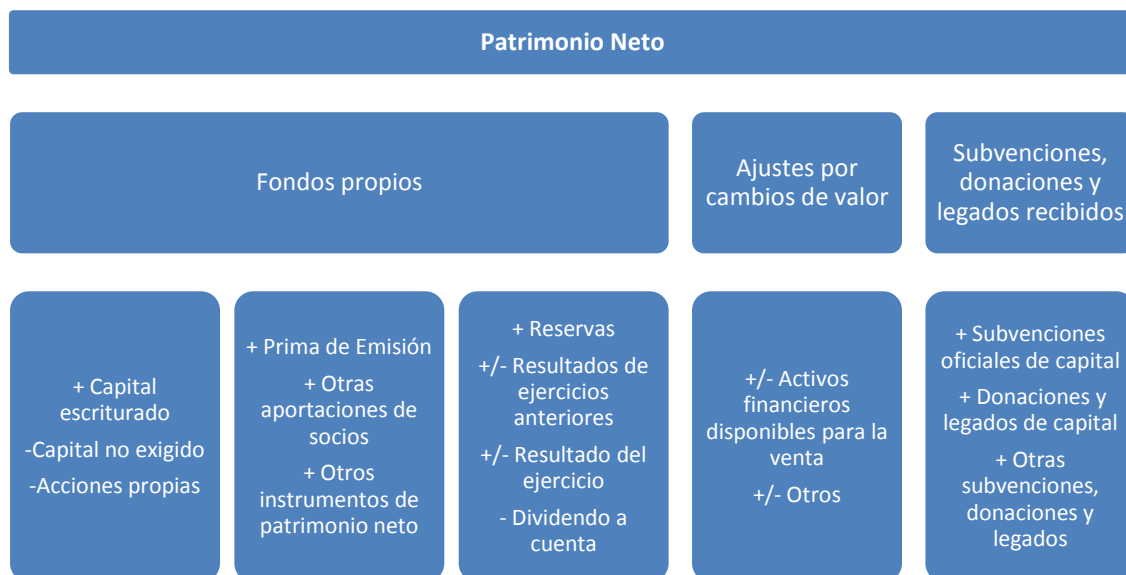 Patrimonio Neto
Fondos propios
Ajustes por
cambios de valor
Subvenciones,
donaciones y
legados recibidos
+ Capital
escriturado
-Capital no exigido
-Acciones propias
+ Prima de Emisión
+ Otras
aportaciones de
socios
+ Otros
instrumentos de
patrimonio neto
+ Reservas
+/- Resultados de
ejercicios
anteriores
+/- Resultado del
ejercicio
- Dividendo a
cuenta
+/- Activos
financieros
disponibles para la
venta
+/- Otros
+ Subvenciones
oficiales de capital
+ Donaciones y
legados de capital
+ Otras
subvenciones,
donaciones y
legados